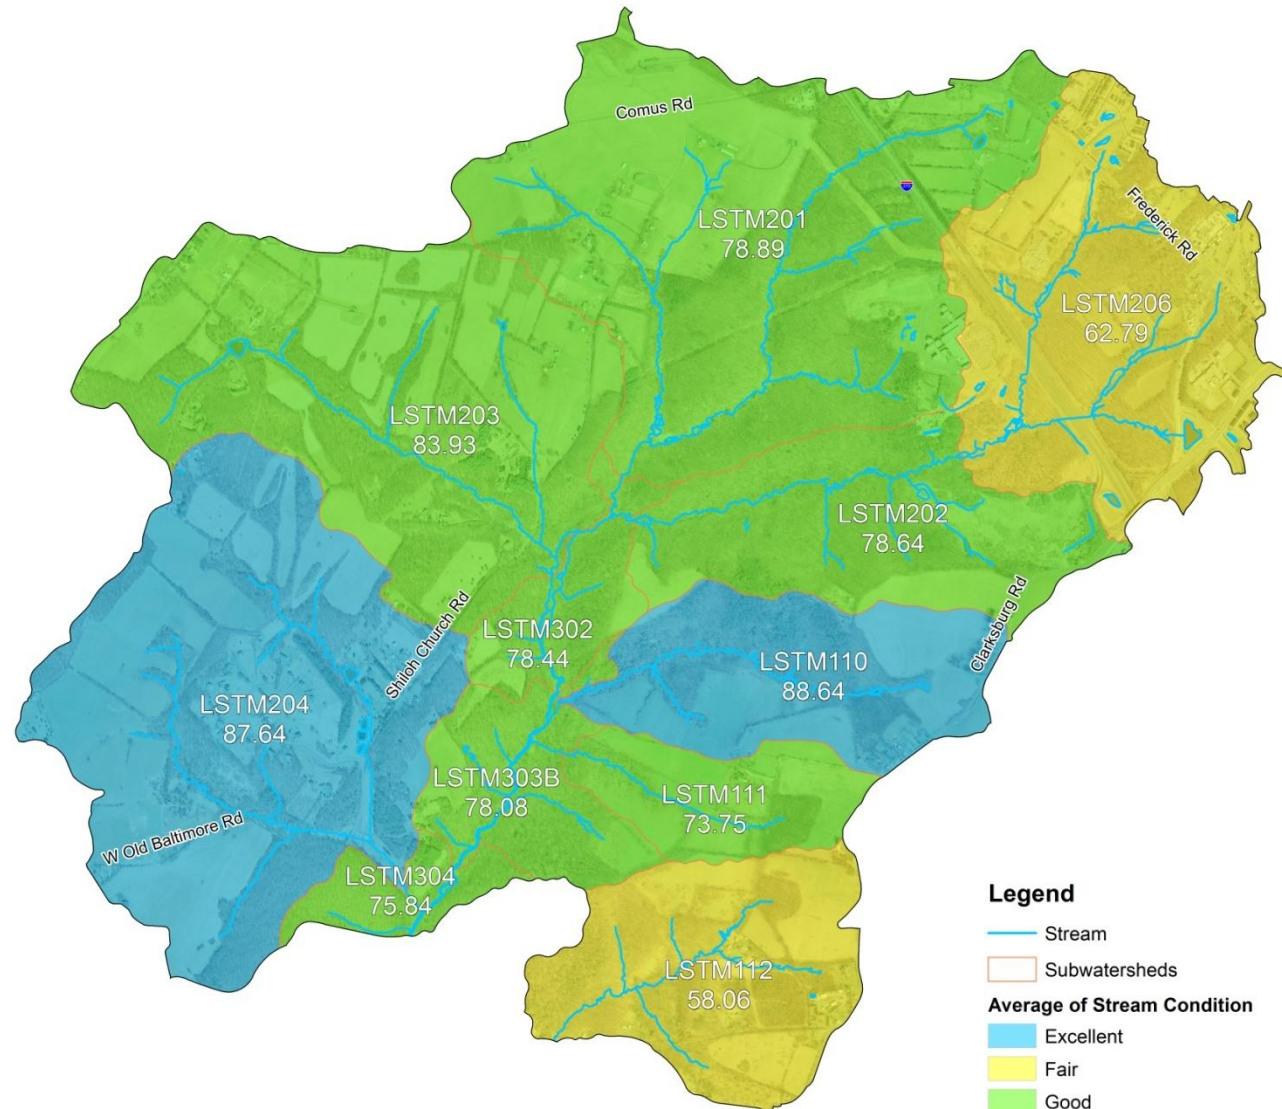 Comus Rd
LSTM201
78.89
Frederick Rd
LSTM206
62.79
LSTM203
83.93
LSTM202
78.64
Shiloh Church Rd
LSTM302
78.44
Clarksburg Rd
LSTM110
88.64
LSTM204
87.64
LSTM303B
78.08
LSTM111
73.75
W Old Baltimore Rd
LSTM304
75.84
LSTM112
58.06
Legend
Stream
Subwatersheds
Average of Stream Condition
Excellent
Fair
Good